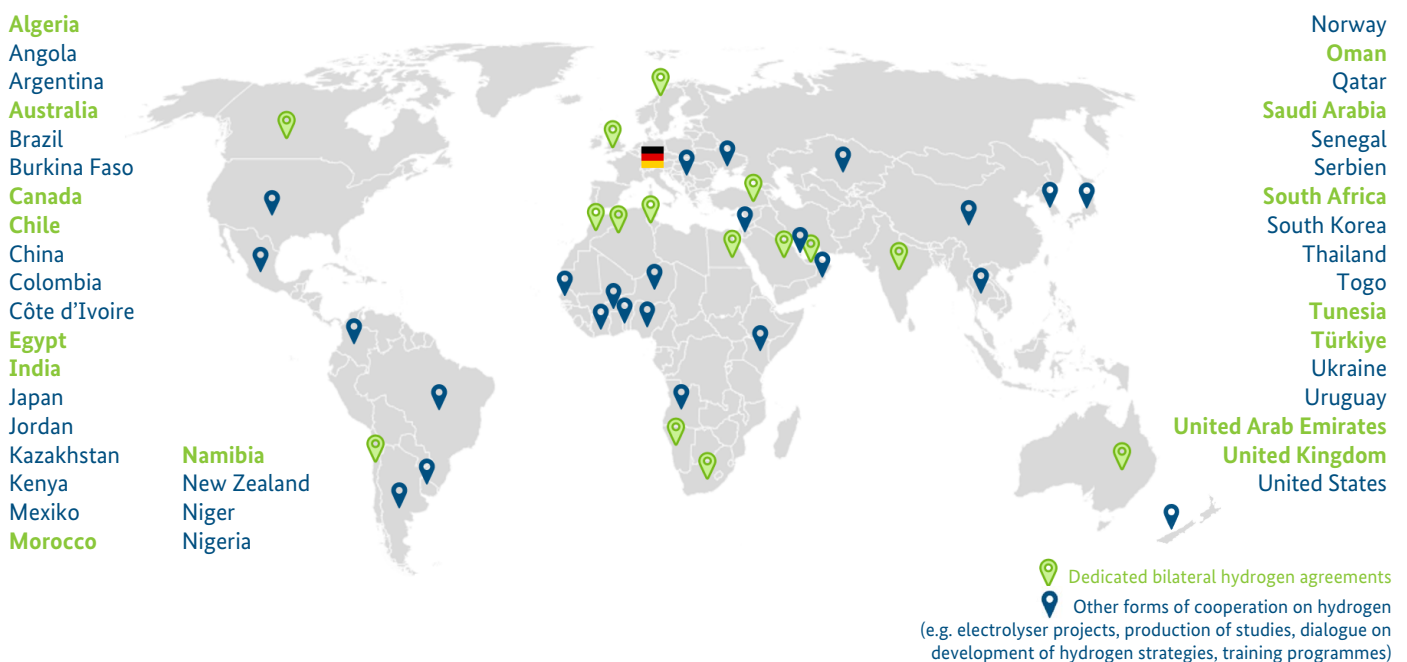 Algeria
Angola
Argentina
Australia
Brazil
Burkina Faso
Canada
Chile
China
Colombia
Côte d'Ivoire
Egypt
India
Japan
Jordan
Kazakhstan
Kenya
Mexiko
Morocco
Namibia
New Zealand
Niger
Nigeria
Norway
Oman
Qatar
Saudi Arabia
Senegal
Serbien
South Africa
South Korea
Thailand
Togo
Tunesia
Türkiye
Ukraine
Uruguay
United Arab Emirates
United Kingdom
United States
Dedicated bilateral hydrogen agreements
Other forms of cooperation on hydrogen
(e.g. electrolyser projects, production of studies, dialogue on
development of hydrogen strategies, training programmes)